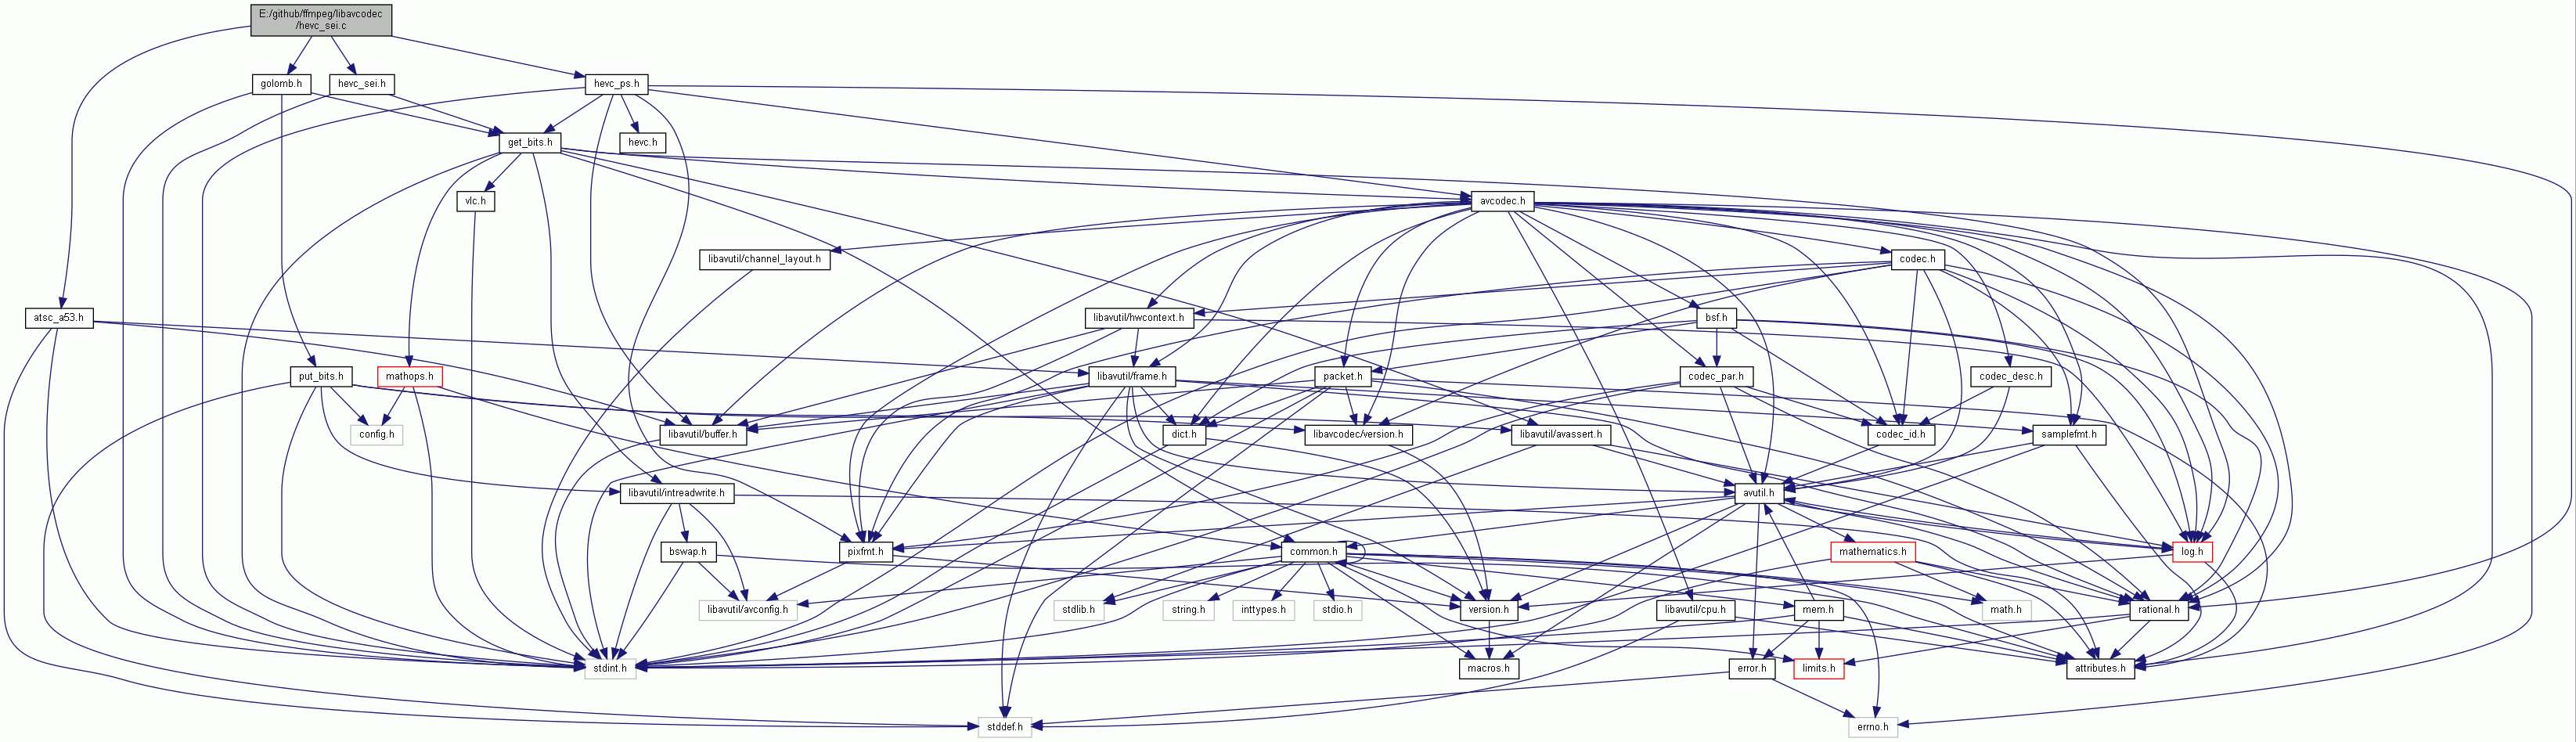 E:/github/ffmpeg/libavcodec
/hevc_sei.c
golomb.h
hevc_sei.h
hevc_ps.h
get_bits.h
hevc.h
vlc.h
avcodec.h
libavutil/channel_layout.h
codec.h
atsc_a53.h
libavutil/hwcontext.h
bsf.h
put_bits.h
mathops.h
libavutil/frame.h
packet.h
codec_par.h
codec_desc.h
config.h
libavutil/buffer.h
dict.h
libavcodec/version.h
libavutil/avassert.h
codec_id.h
samplefmt.h
libavutil/intreadwrite.h
avutil.h
bswap.h
pixfmt.h
common.h
mathematics.h
log.h
libavutil/avconfig.h
stdlib.h
string.h
inttypes.h
stdio.h
version.h
libavutil/cpu.h
mem.h
math.h
rational.h
stdint.h
macros.h
error.h
limits.h
attributes.h
stddef.h
errno.h